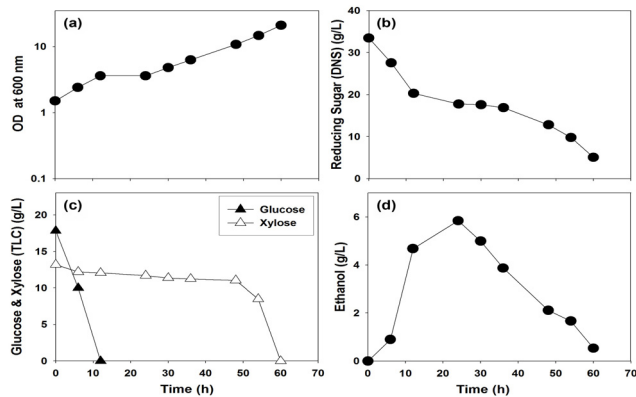 (a)
OD at 600 nm
10
1
0.1
(b)
Reducing Sugar (DNS) (g/L)
40
30
20
10
0
(c)
Glucose
Xylose
Glucose & Xylose (TLC) (g/L)
20
15
10
5
0
0 10 20 30 40 50 60 70
Time (h)
(d)
Ethanol (g/L)
6
4
2
0
0 10 20 30 40 50 60 70
Time (h)